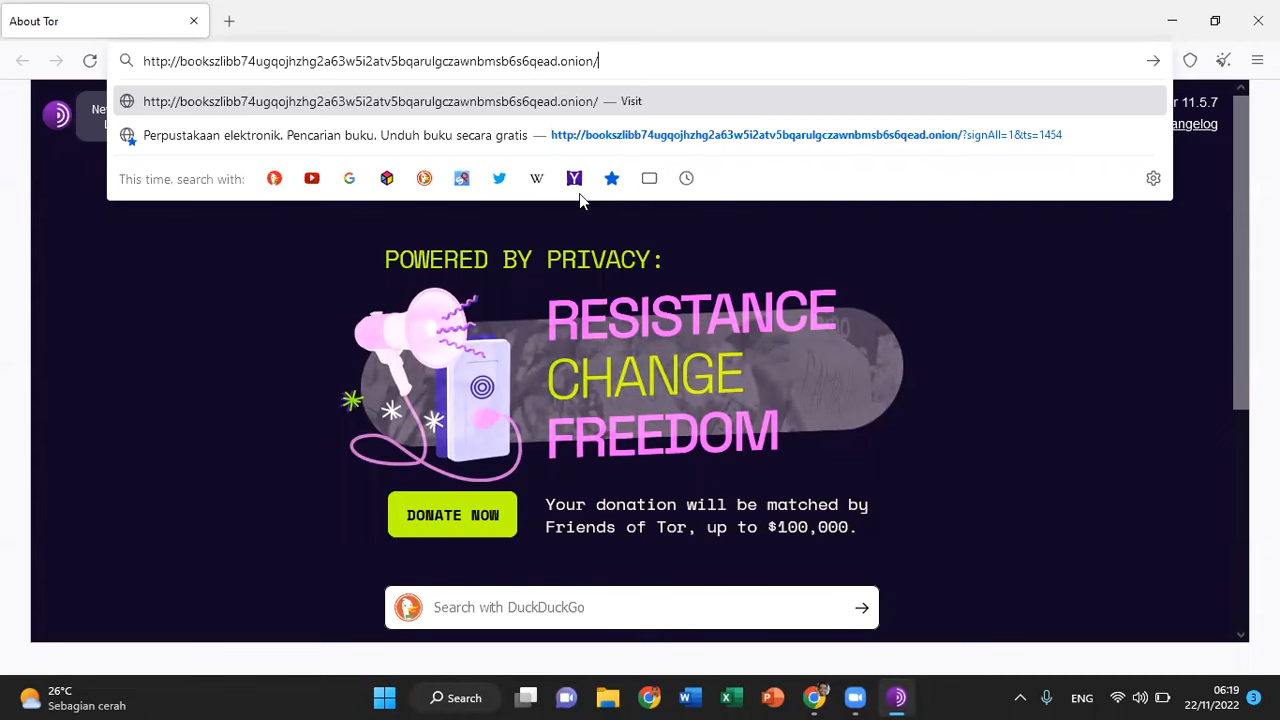 About Tor
http://bookszlibb74ugqojhzhg2a63w5i2atv5bqarulgczawnbmsb6s6qead.onion/
http://bookszlibb74ugqojhzhg2a63w5i2atv5bqarulgczawnbmsb6s6qead.onion/ — Visit
Perpustakaan elektronik. Pencarian buku. Unduh buku secara gratis — http://bookszlibb74ugqojhzhg2a63w5i2atv5bqarulgczawnbmsb6s6qead.onion/?signAll=1&ts=1454
This time, search with:
11.5.7
POWERED BY PRIVACY:
RESISTANCE
CHANGE
FREEDOM
DONATE NOW
Your donation will be matched by
Friends of Tor, up to $100,000.
Search with DuckDuckGo
26°C
Sebagian cerah
Search
ENG
06:19
22/11/2022
3